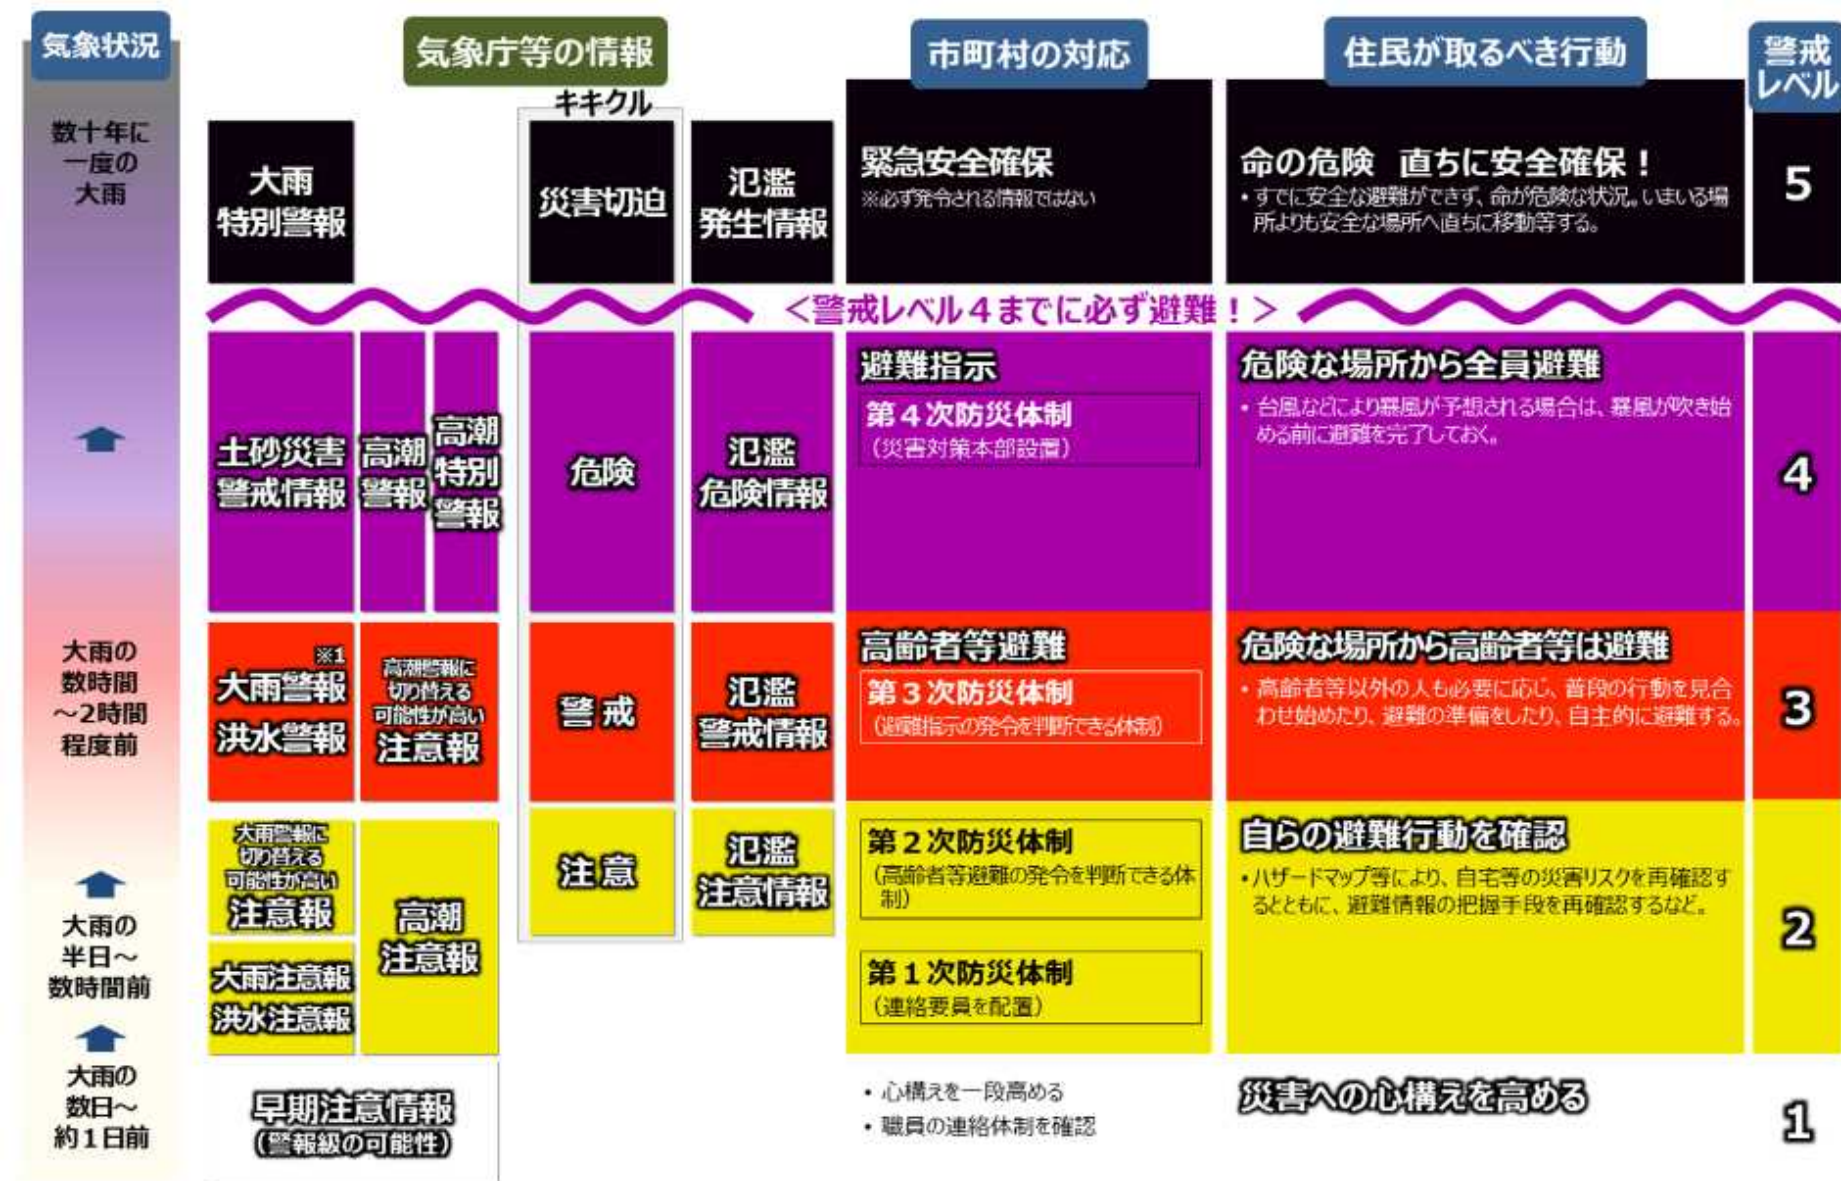 気象状況
気象庁等の情報
市町村の対応
住民が取るべき行動
警戒
レベル
キキクル
数十年に
一度の
大雨
大雨
特別警報
災害切迫
氾濫
発生情報
緊急安全確保
※必ず発令される情報ではない
命の危険 直ちに安全確保！
・すでに安全な避難ができず、命が危険な状況。いまいる場
所よりも安全な場所へ直ちに移動等する。
5
＜警戒レベル４までに必ず避難！＞
土砂災害
警戒情報
高潮
警報
高潮
特別
警報
危険
氾濫
危険情報
避難指示
第４次防災体制
（災害対策本部設置）
危険な場所から全員避難
・台風などにより暴風が予想される場合は、暴風が吹き始
める前に避難を完了しておく。
4
大雨の
数時間
～2時間
程度前
※1
大雨警報
洪水警報
高潮警報に
切り替える
可能性が高い
注意報
警戒
氾濫
警戒情報
高齢者等避難
第３次防災体制
（避難指示の発令を判断できる体制）
危険な場所から高齢者等は避難
・高齢者等以外の人も必要に応じ、普段の行動を見合
わせ始めたり、避難の準備をしたり、自主的に避難する。
3
大雨の
半日～
数時間前
大雨警報に
切り替える
可能性が高い
注意報
大雨注意報
洪水注意報
高潮
注意報
注意
氾濫
注意情報
第２次防災体制
（高齢者等避難の発令を判断できる体
制）
第１次防災体制
（連絡要員を配置）
自らの避難行動を確認
・ハザードマップ等により、自宅等の災害リスクを再確認す
るとともに、避難情報の把握手段を再確認するなど。
2
大雨の
数日～
約１日前
早期注意情報
（警報級の可能性）
・心構えを一段高める
・職員の連絡体制を確認
災害への心構えを高める
1